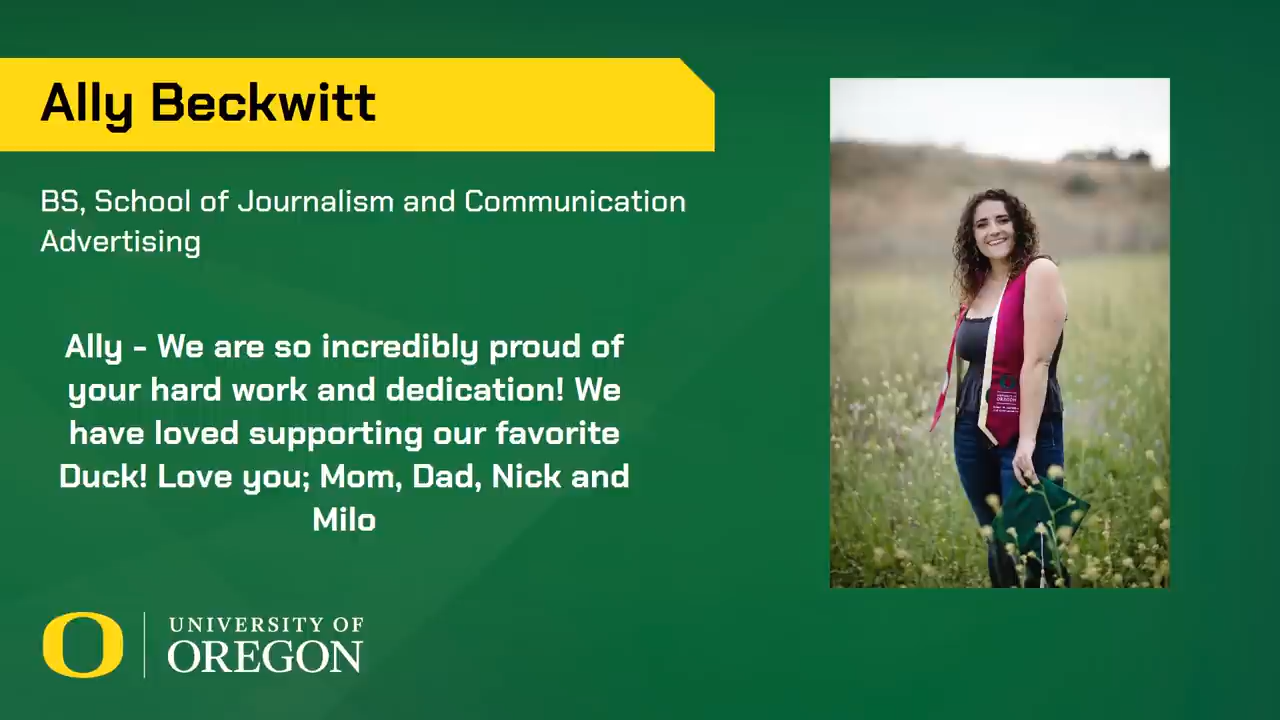 Ally Beckwitt
BS, School of Journalism and Communication
Advertising
Ally - We are so incredibly proud of
your hard work and dedication! We
have loved supporting our favorite
Duck! Love you; Mom, Dad, Nick and
Milo
O
UNIVERSITY OF
OREGON
OREGON